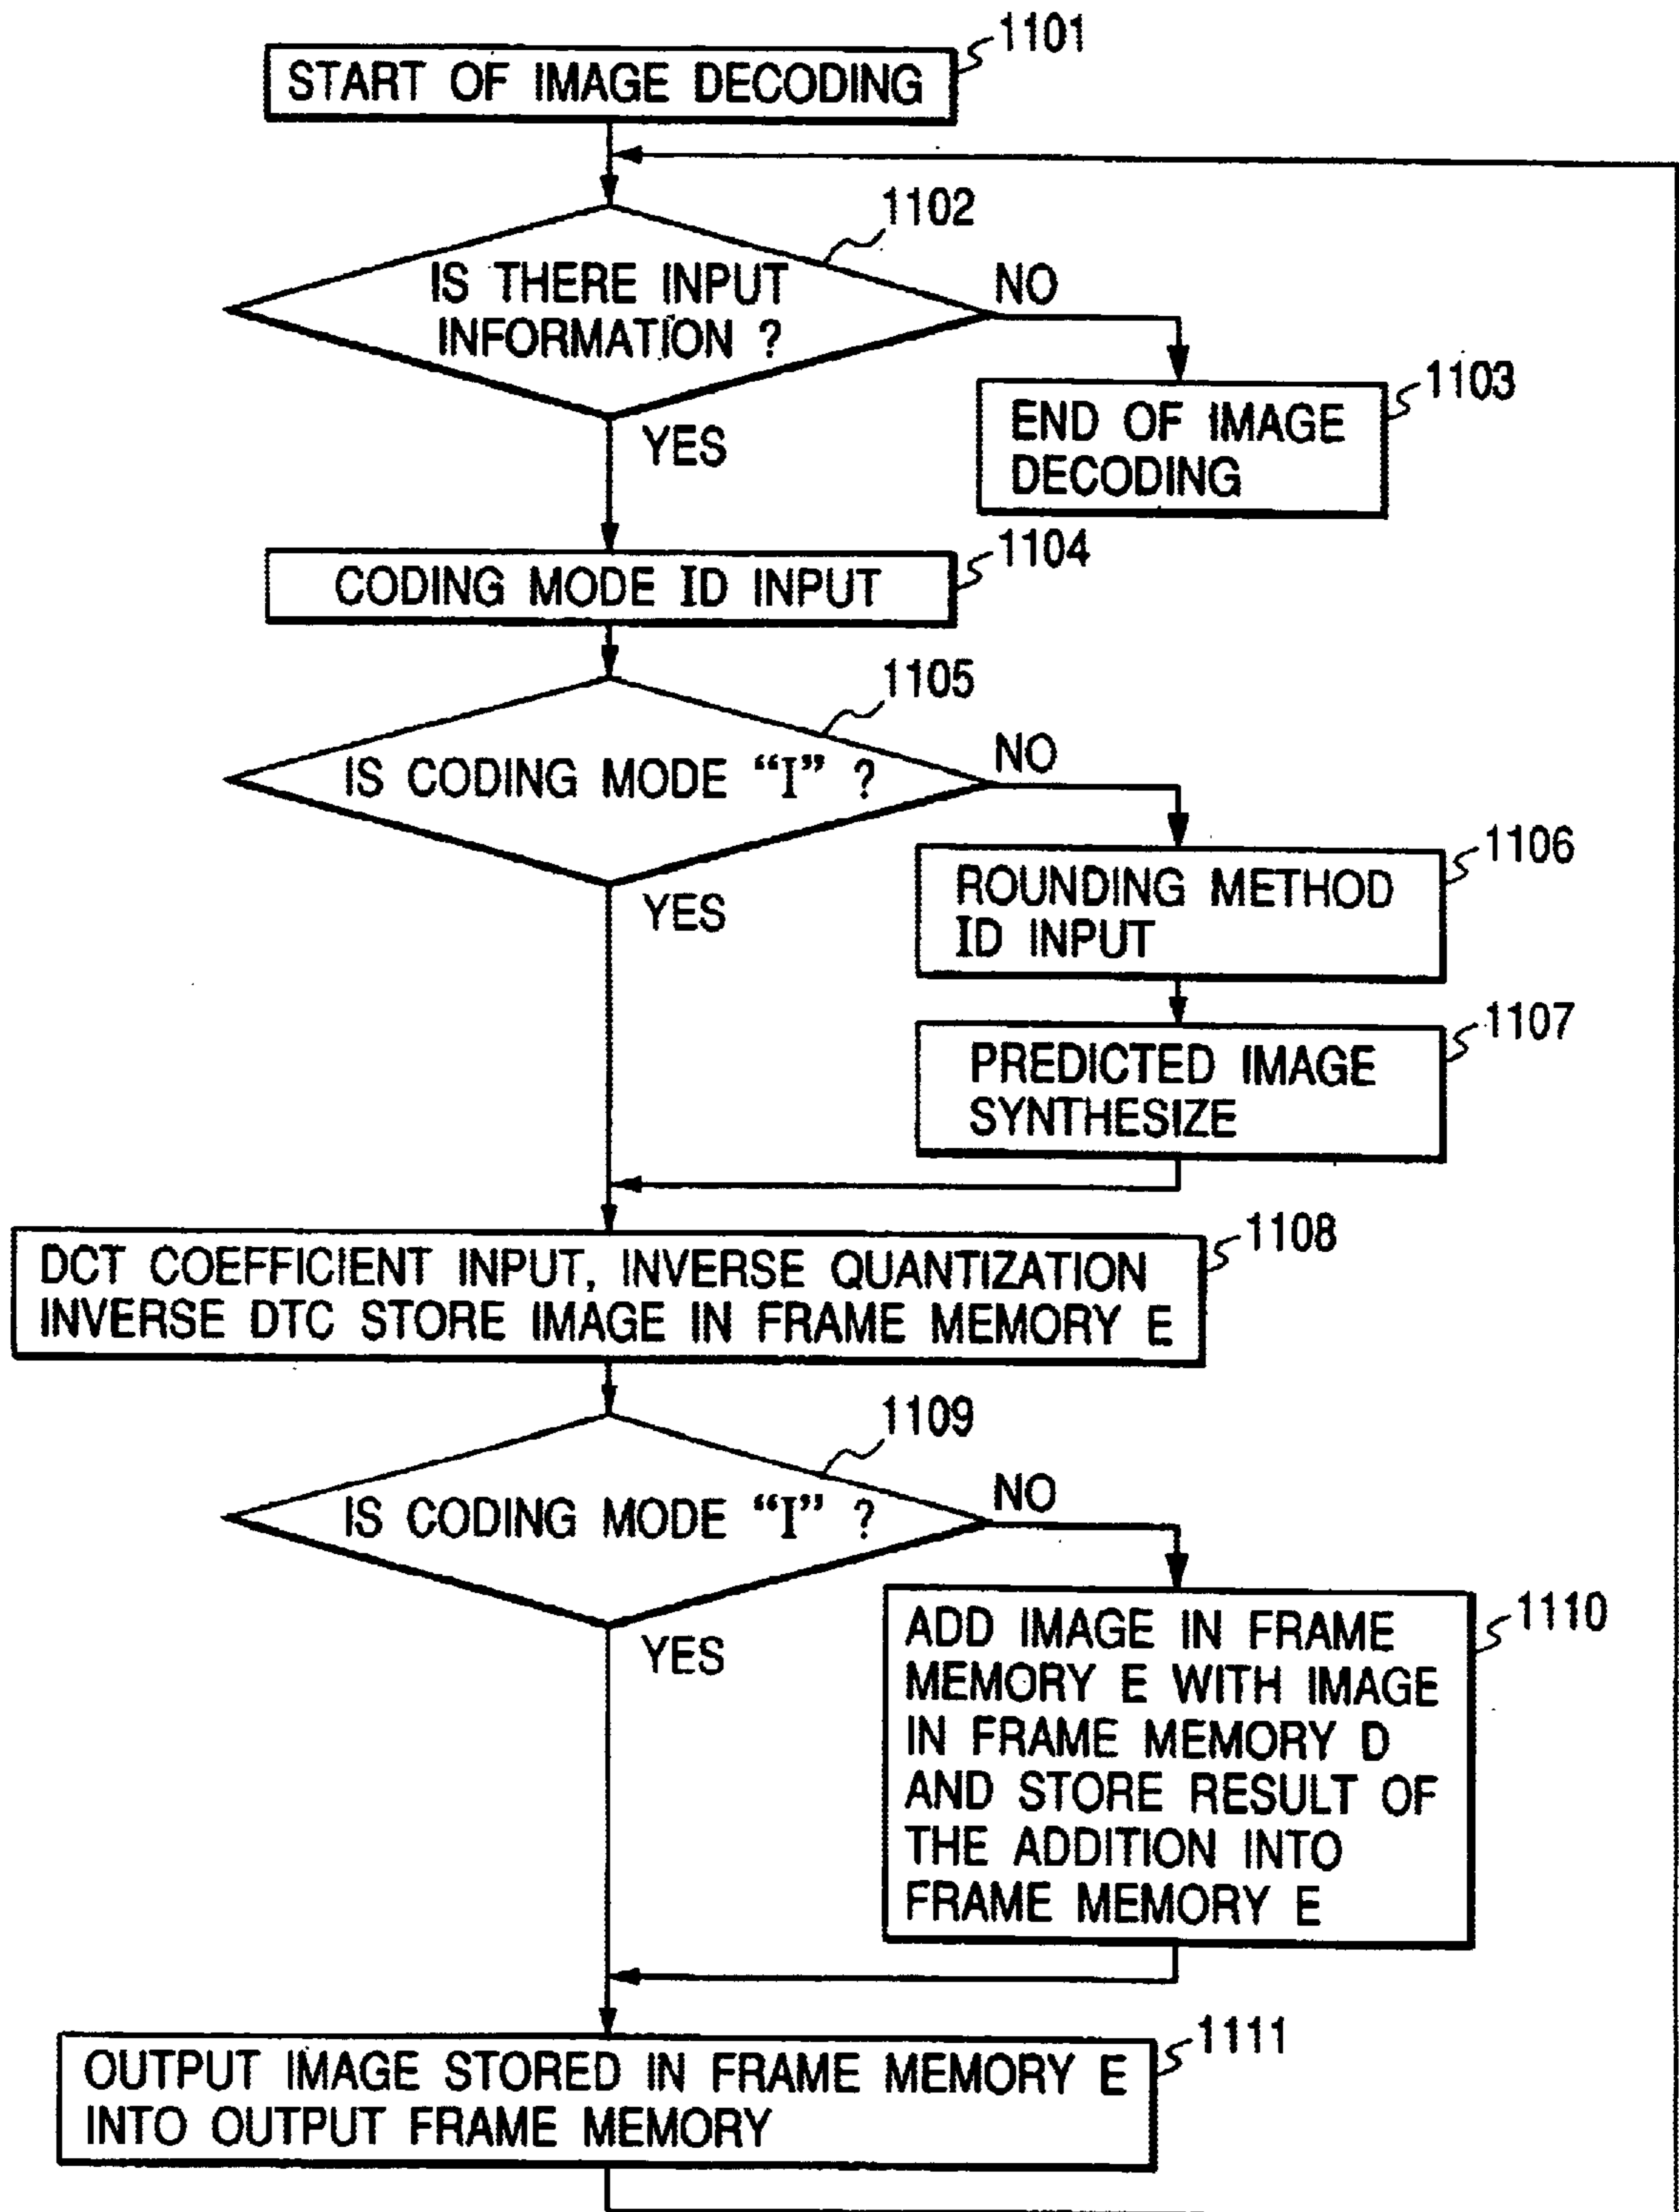 1101
START OF IMAGE DECODING
1102
IS THERE INPUT
INFORMATION ?
NO
YES
1103
END OF IMAGE
DECODING
1104
CODING MODE ID INPUT
1105
IS CODING MODE “I” ?
NO
YES
1106
ROUNDING METHOD
ID INPUT
1107
PREDICTED IMAGE
SYNTHESIZE
1108
DCT COEFFICIENT INPUT, INVERSE QUANTIZATION
INVERSE DTC STORE IMAGE IN FRAME MEMORY E
1109
IS CODING MODE “I” ?
NO
YES
1110
ADD IMAGE IN FRAME
MEMORY E WITH IMAGE
IN FRAME MEMORY D
AND STORE RESULT OF
THE ADDITION INTO
FRAME MEMORY E
1111
OUTPUT IMAGE STORED IN FRAME MEMORY E
INTO OUTPUT FRAME MEMORY